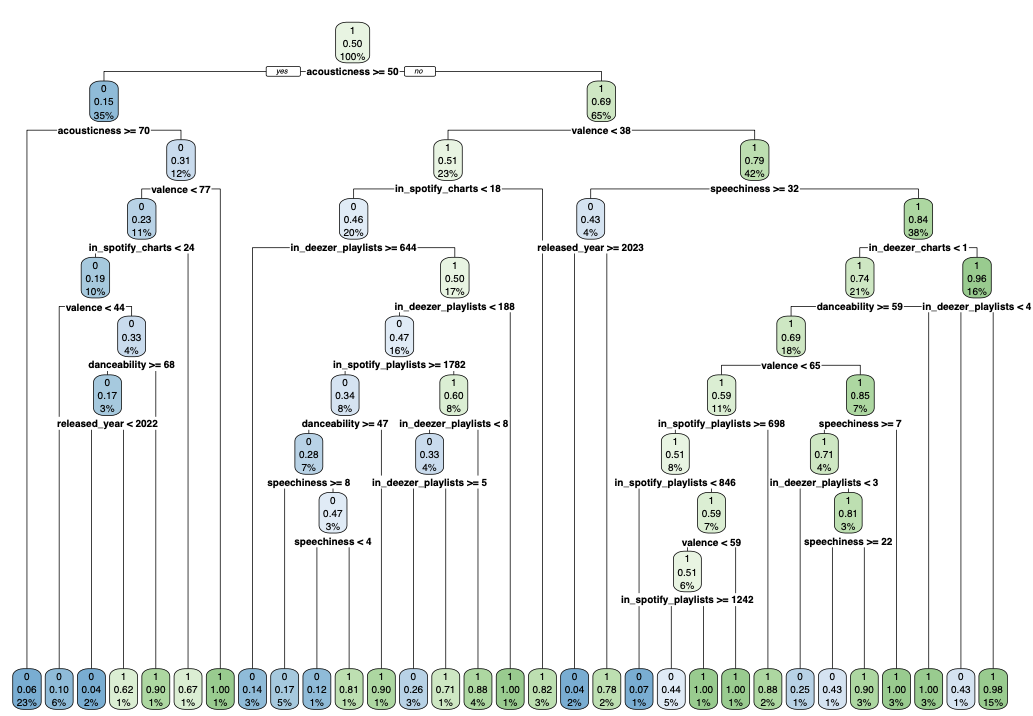 1
0.50
100%
yes acousticness >= 50 no
0
0.15
35%
1
0.69
65%
acousticness >= 70
valence < 38
0
0.31
12%
1
0.51
23%
1
0.79
42%
valence < 77
in_spotify_charts < 18
speechiness >= 32
0
0.23
11%
0
0.46
20%
0
0.43
4%
1
0.84
38%
in_spotify_charts < 24
in_deezer_playlists >= 644
released_year >= 2023
in_deezer_charts < 1
0
0.19
10%
1
0.50
17%
1
0.74
21%
1
0.96
16%
valence < 44
in_deezer_playlists < 188
danceability >= 59
in_deezer_playlists < 4
0
0.33
4%
0
0.47
16%
1
0.69
18%
danceability >= 68
in_spotify_playlists >= 1782
valence < 65
0
0.17
3%
0
0.34
8%
1
0.60
8%
1
0.59
11%
1
0.85
7%
released_year < 2022
danceability >= 47
in_deezer_playlists < 8
in_spotify_playlists >= 698
speechiness >= 7
0
0.28
7%
0
0.33
4%
1
0.51
8%
1
0.71
4%
speechiness >= 8
in_deezer_playlists >= 5
in_spotify_playlists < 846
in_deezer_playlists < 3
0
0.47
3%
1
0.59
7%
1
0.81
3%
speechiness < 4
valence < 59
speechiness >= 22
1
0.51
6%
in_spotify_playlists >= 1242
0 0 0 1 1 1 1 0 0 0 1 1 0 1 1 1 1 0 1 0 0 1 1 1 0 0 1 1 1 0 1
0.06 0.10 0.04 0.62 0.90 0.67 1.00 0.14 0.17 0.12 0.81 0.90 0.26 0.71 0.88 1.00 0.82 0.04 0.78 0.07 0.44 1.00 1.00 0.88 0.25 0.43 0.90 1.00 1.00 0.43 0.98
23% 6% 2% 1% 1% 1% 1% 3% 5% 1% 1% 1% 3% 1% 4% 1% 3% 2% 2% 1% 5% 1% 1% 2% 1% 1% 3% 3% 3% 1% 15%